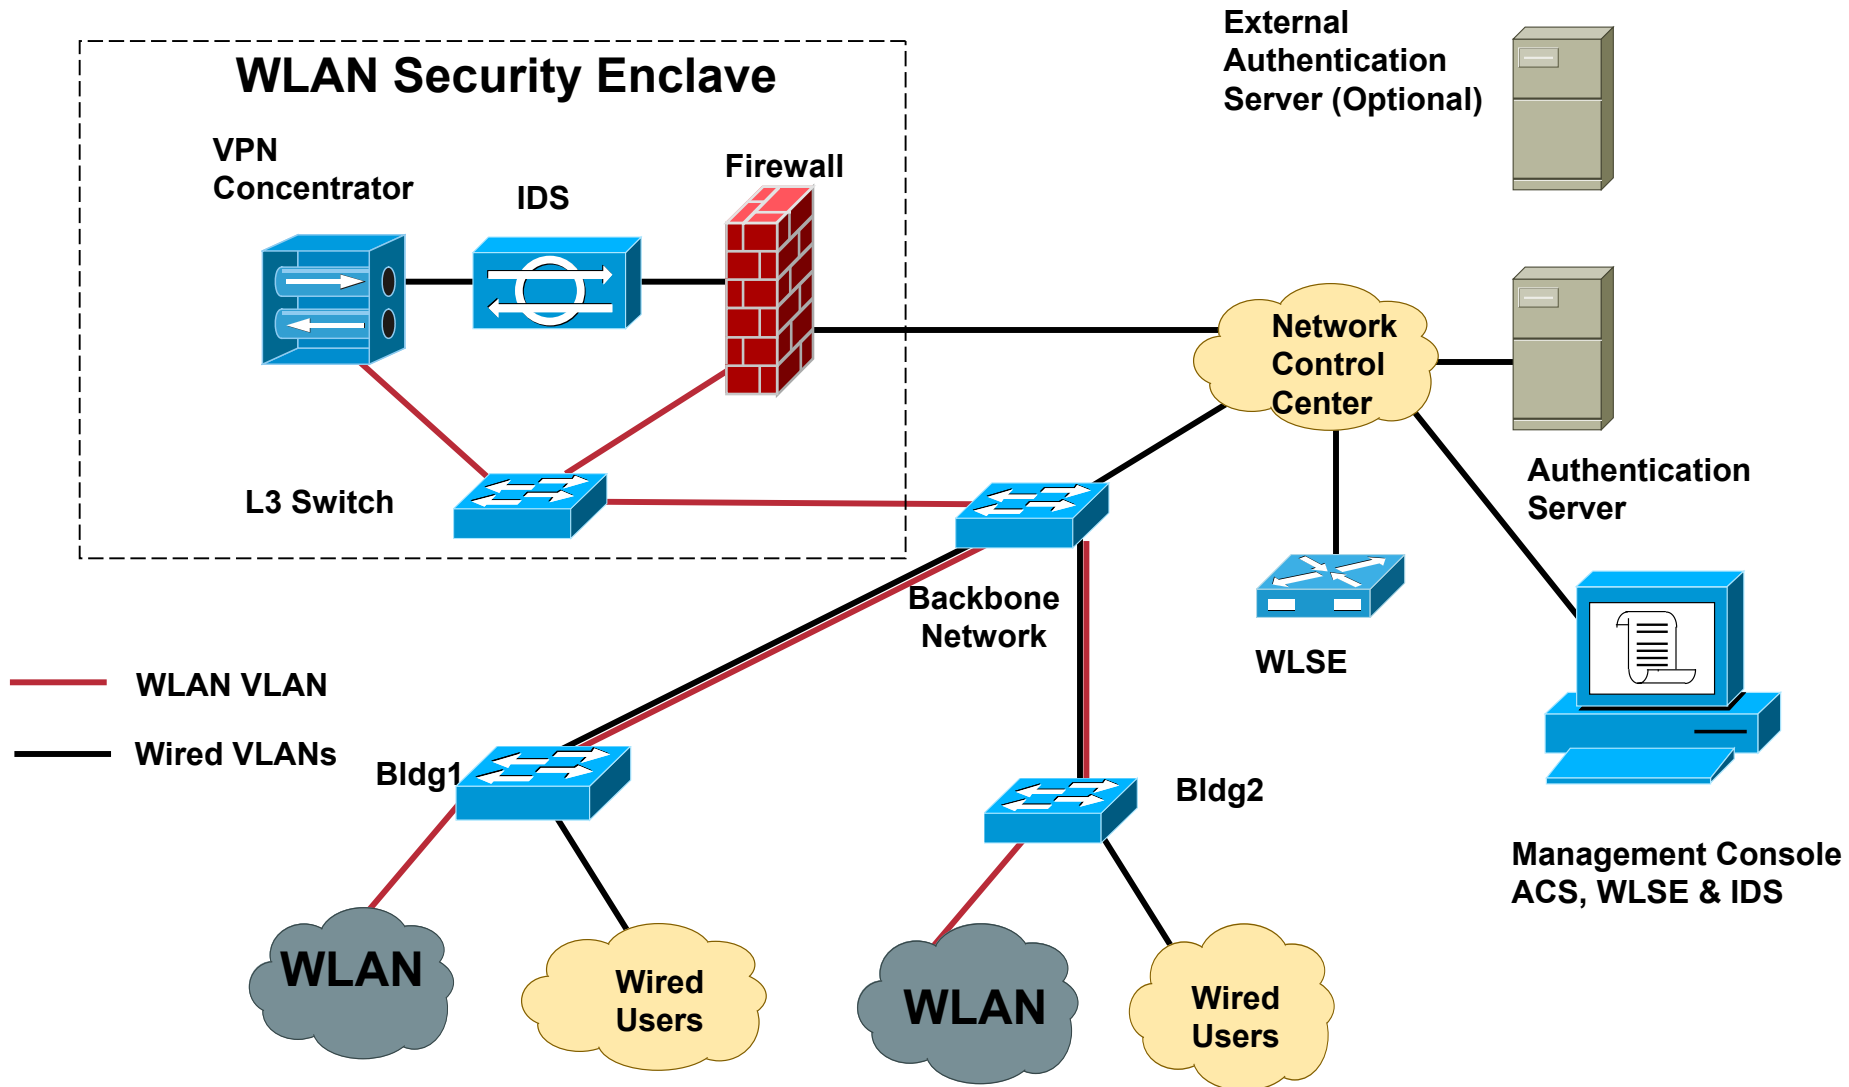 External
Authentication
Server (Optional)
WLAN Security Enclave
VPN
Concentrator
IDS
Firewall
Network
Control
Center
L3 Switch
Authentication
Server
Backbone
Network
WLSE
WLAN VLAN
Wired VLANs
Bldg1
Bldg2
Management Console
ACS, WLSE & IDS
WLAN
Wired
Users
WLAN
Wired
Users